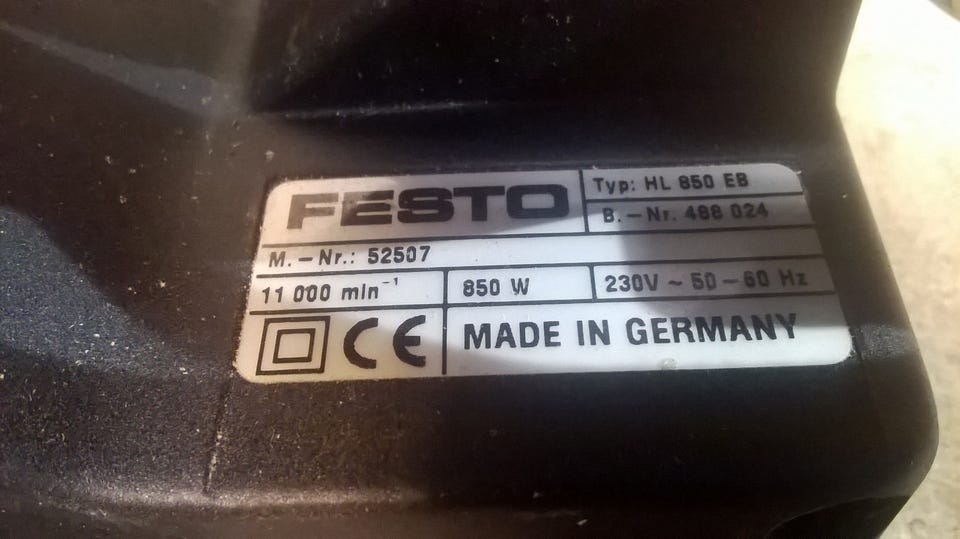 FESTO
Typ: HL 850 EB
B.-Nr. 488 024
M.-Nr.: 52507
11 000 min⁻¹
850 W
230V ~ 50-60 Hz
CE
MADE IN GERMANY